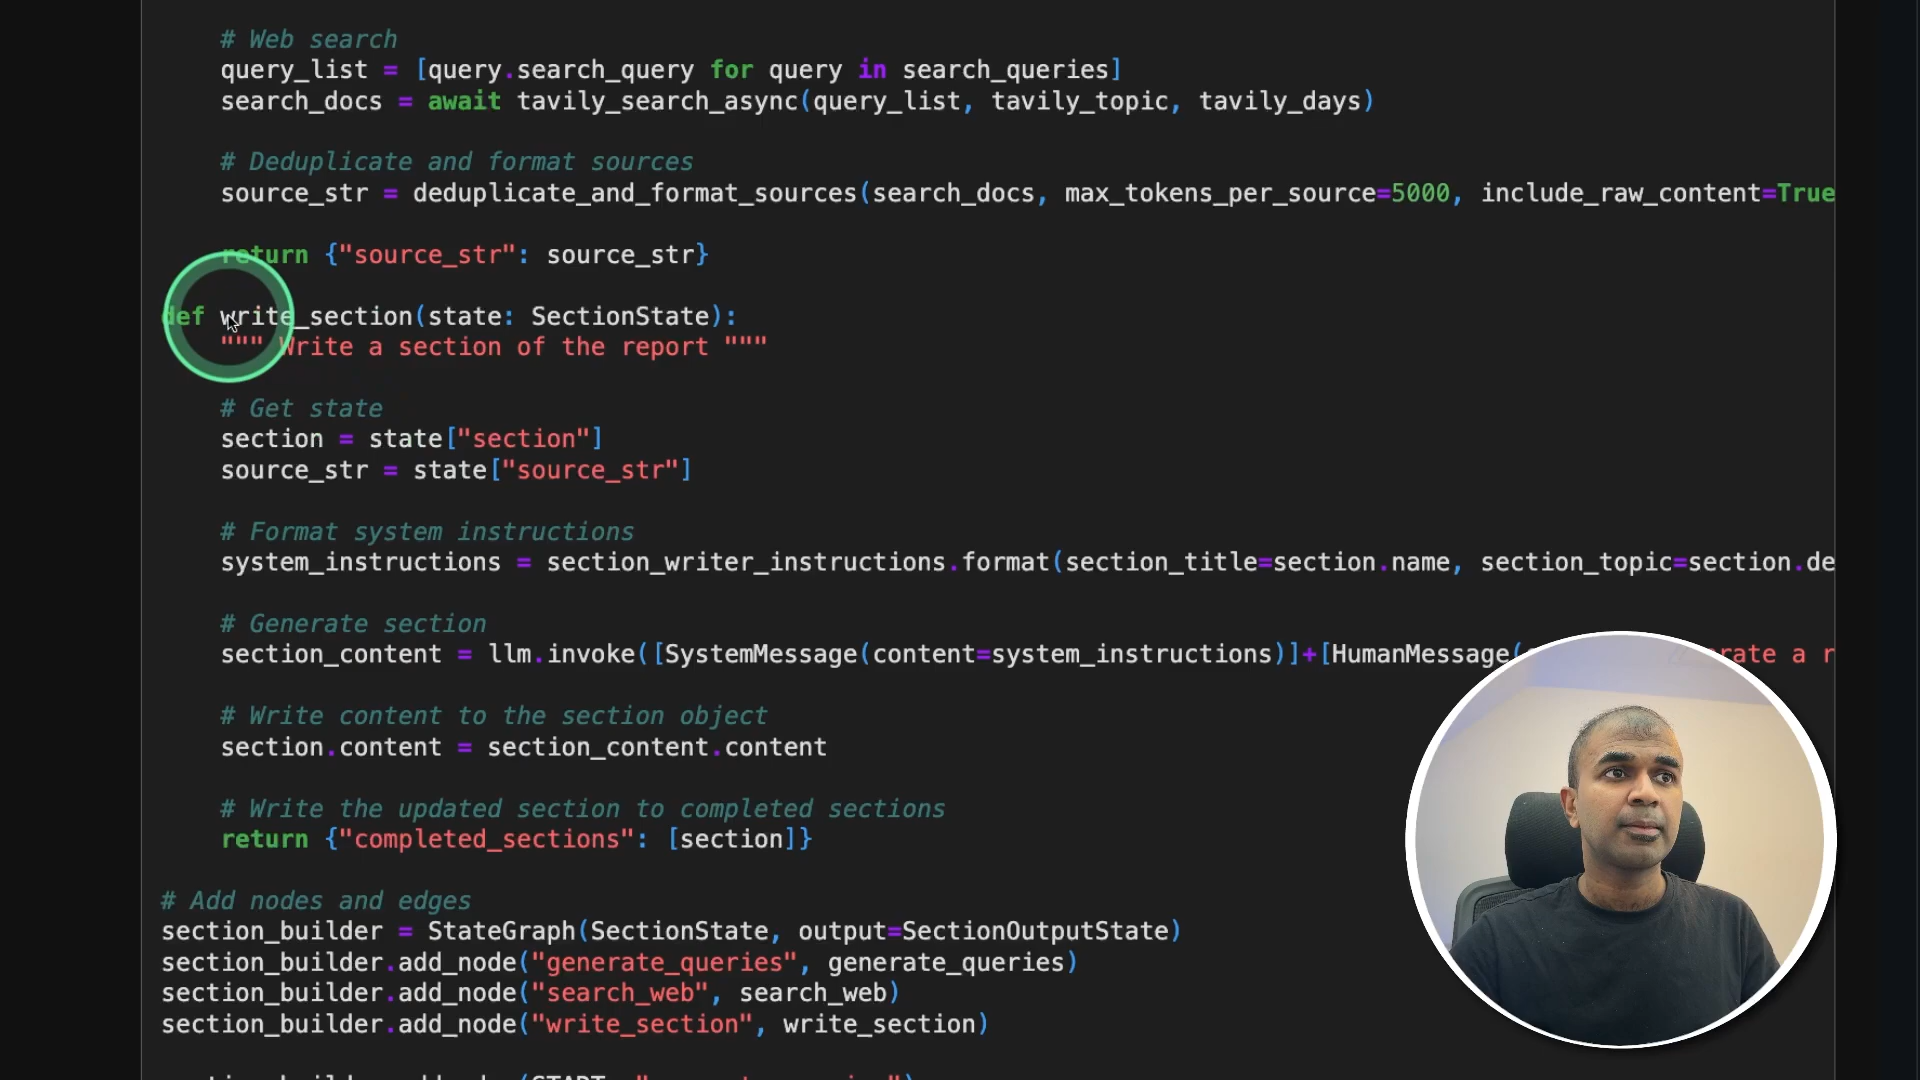 # Web search
query_list = [query.search_query for query in search_queries]
search_docs = await tavily_search_async(query_list, tavily_topic, tavily_days)
# Deduplicate and format sources
source_str = deduplicate_and_format_sources(search_docs, max_tokens_per_source=5000, include_raw_content=True
return {"source_str": source_str}
def write_section(state: SectionState):
""" Write a section of the report """
# Get state
section = state["section"]
source_str = state["source_str"]
# Format system instructions
system_instructions = section_writer_instructions.format(section_title=section.name, section_topic=section.de
# Generate section
section_content = llm.invoke([SystemMessage(content=system_instructions)]+[HumanMessage( a r
# Write content to the section object
section.content = section_content.content
# Write the updated section to completed sections
return {"completed_sections": [section]}
# Add nodes and edges
section_builder = StateGraph(SectionState, output=SectionOutputState)
section_builder.add_node("generate_queries", generate_queries)
section_builder.add_node("search_web", search_web)
section_builder.add_node("write_section", write_section)